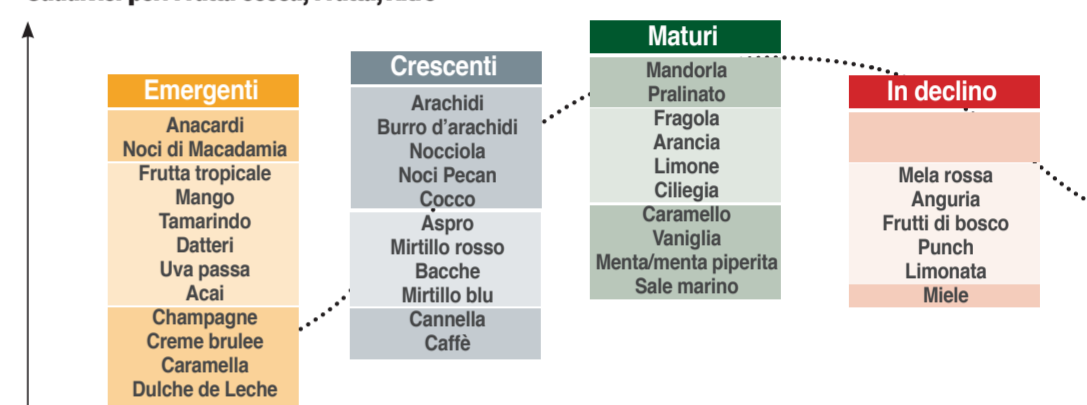 Emergenti
Anacardi
Noci di Macadamia
Frutta tropicale
Mango
Tamarindo
Datteri
Uva passa
Acai
Champagne
Creme brulee
Caramella
Dulche de Leche
Crescenti
Arachidi
Burro d'arachidi
Nocciola
Noci Pecan
Cocco
Aspro
Mirtillo rosso
Bacche
Mirtillo blu
Cannella
Caffè
Maturi
Mandorla
Pralinato
Fragola
Arancia
Limone
Ciliegia
Caramello
Vaniglia
Menta/menta piperita
Sale marino
In declino
Mela rossa
Anguria
Frutti di bosco
Punch
Limonata
Miele